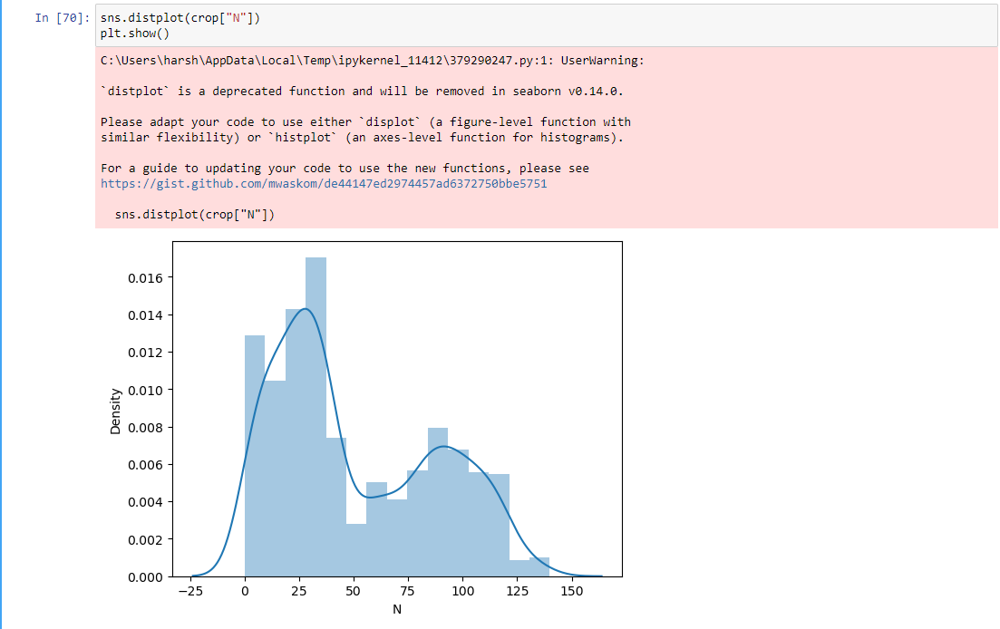 In [70]: sns.distplot(crop["N"])
plt.show()
C:\Users\harsh\AppData\Local\Temp\ipykernel_11412\379290247.py:1: UserWarning:
`distplot` is a deprecated function and will be removed in seaborn v0.14.0.
Please adapt your code to use either `displot` (a figure-level function with
similar flexibility) or `histplot` (an axes-level function for histograms).
For a guide to updating your code to use the new functions, please see
https://gist.github.com/mwaskom/de44147ed2974457ad6372750bbe5751
sns.distplot(crop["N"])
0.016
0.014
0.012
0.010
0.008
0.006
0.004
0.002
0.000
Density
−25 0 25 50 75 100 125 150
N